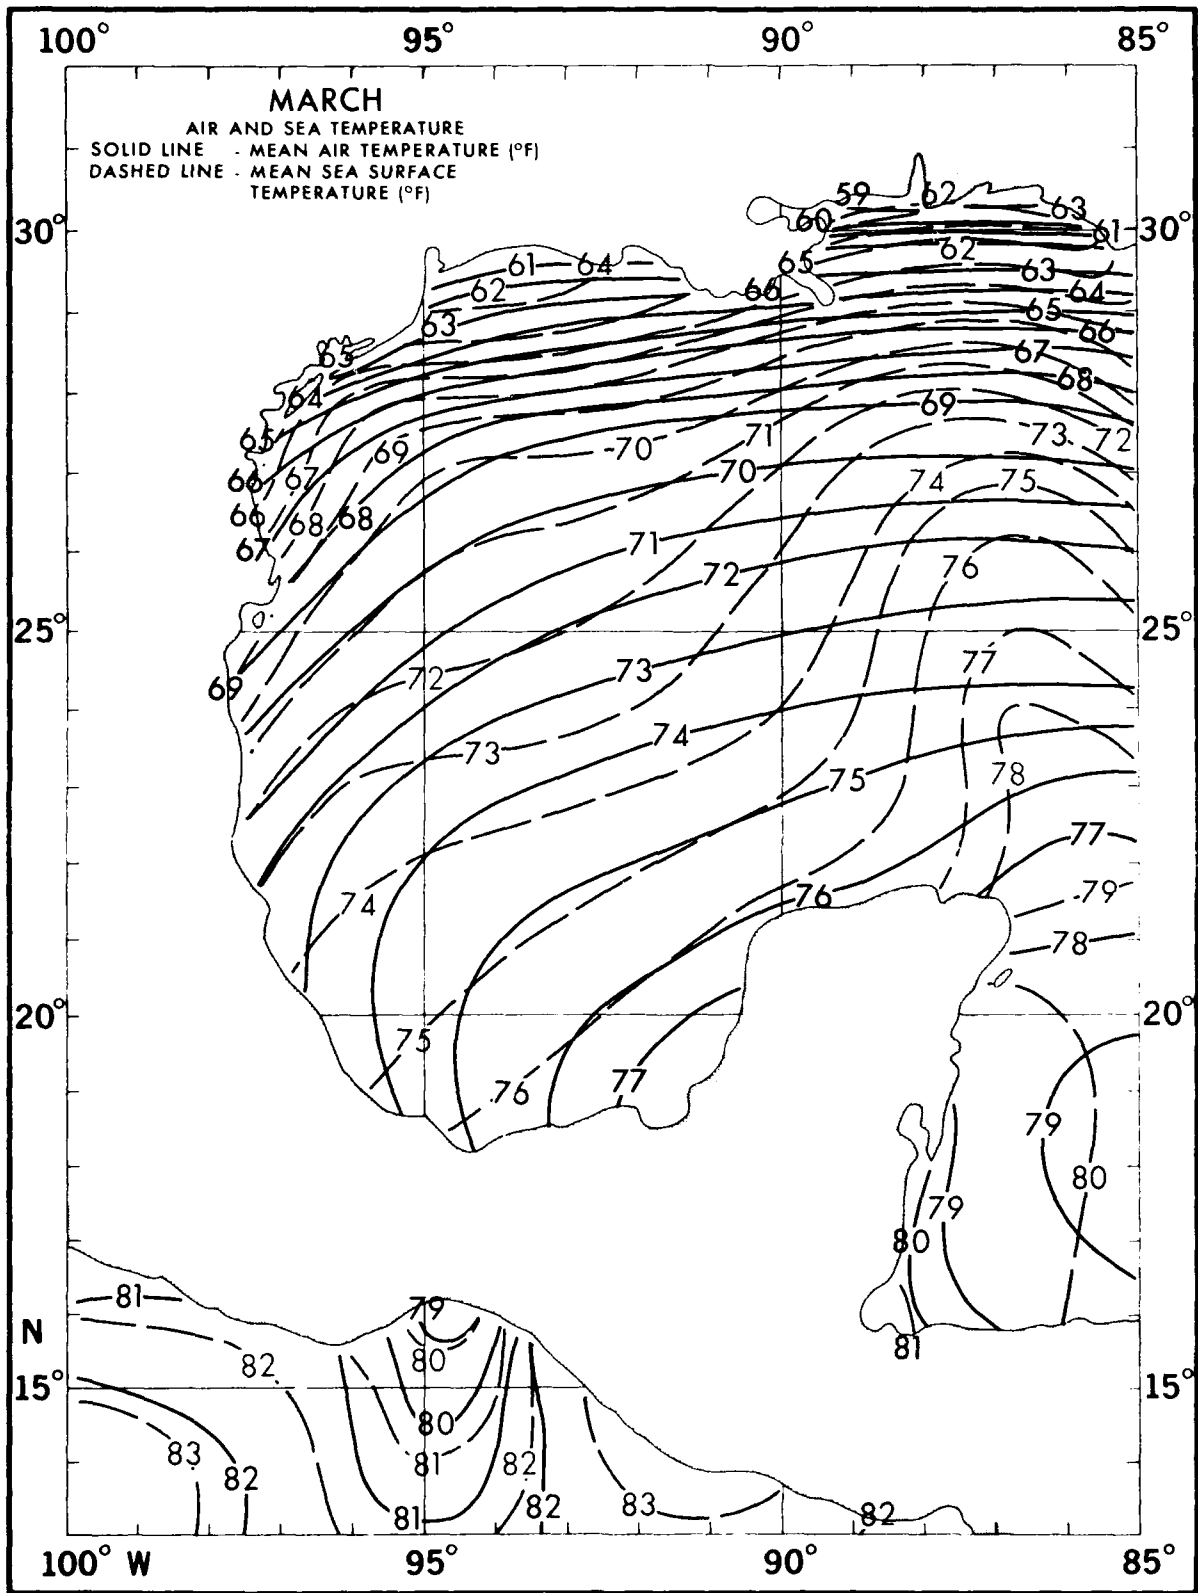 100° 95° 90° 85°
MARCH
AIR AND SEA TEMPERATURE
SOLID LINE - MEAN AIR TEMPERATURE (°F)
DASHED LINE - MEAN SEA SURFACE
TEMPERATURE (°F)
59 62 63
60 61
30° 30°
62
61 64 65 63
62 66 64
65
63 66
65 67
68
64 69
65 69 -70 71 73 72
66 67 70 74 75
66 68 68
67 71
72 76
25° 25°
69 72 73 77
73 74 75 78
77
74 76 79
78
20° 20°
75
76 77
79
80
79
80
81 79
N
82 80 81
15° 15°
80
83 82 81 82
81 82 83 82
100° W 95° 90° 85°